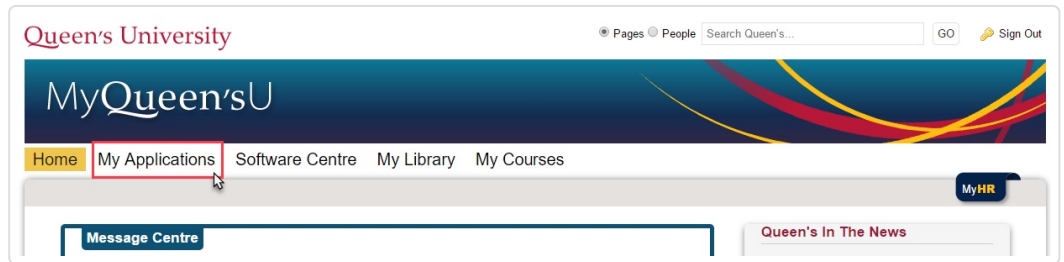 Queen's University
Pages People Search Queen's... GO Sign Out
MyQueen'sU
Home My Applications Software Centre My Library My Courses
MyHR
Message Centre
Queen's In The News